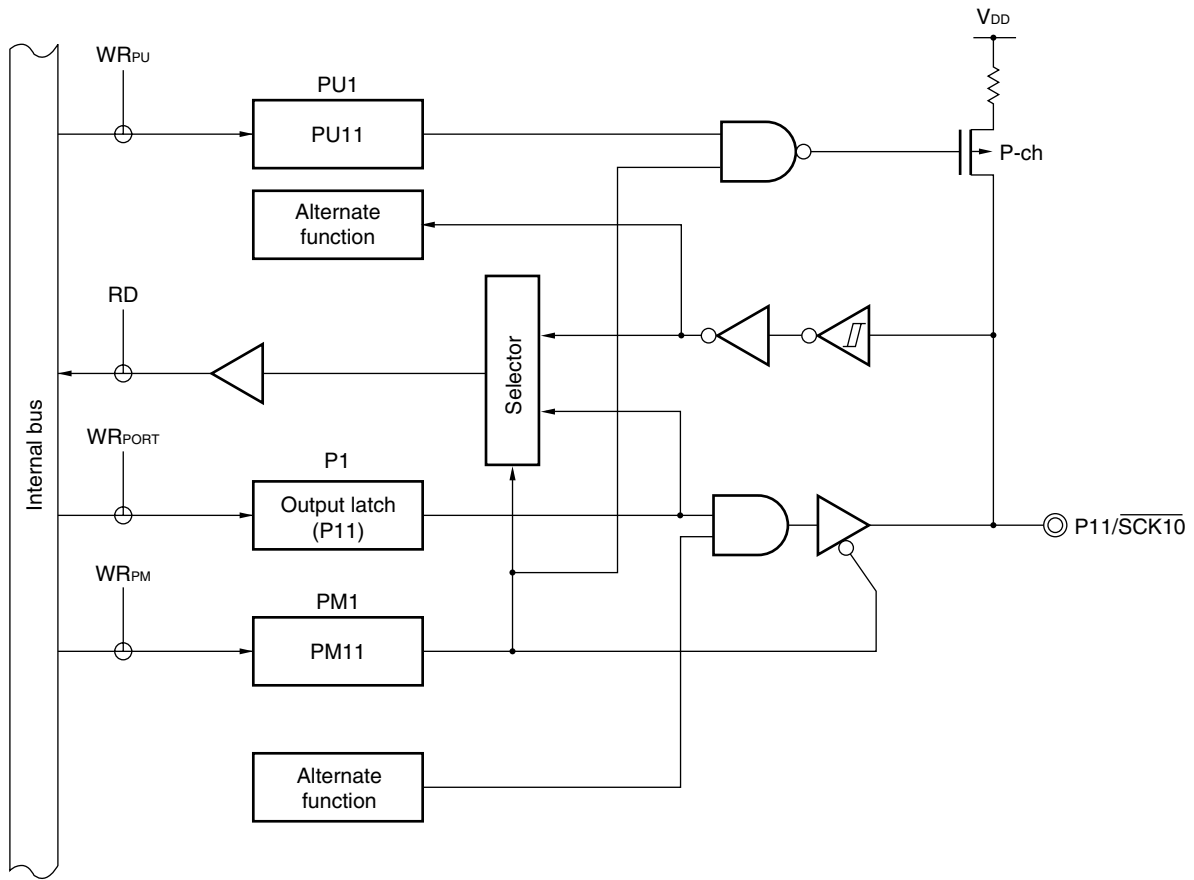 VDD
WRPU
PU1
PU11
P-ch
Alternate
function
RD
Selector
Internal bus
WRPORT
P1
Output latch
(P11)
P11/SCK10
WRPM
PM1
PM11
Alternate
function